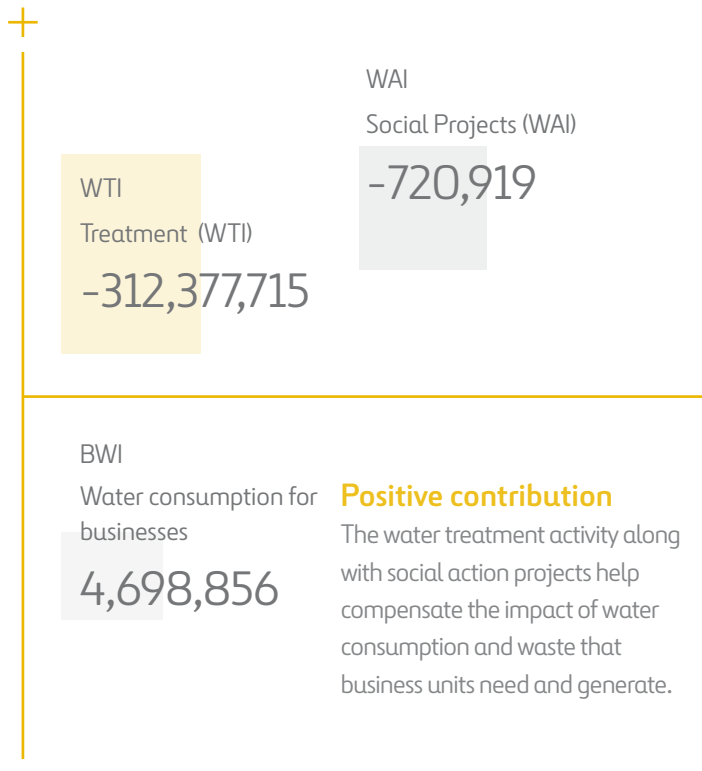 WAI
Social Projects (WAI)
-720,919
WTI
Treatment (WTI)
-312,377,715
BWI
Water consumption for
businesses
4,698,856
Positive contribution
The water treatment activity along
with social action projects help
compensate the impact of water
consumption and waste that
business units need and generate.